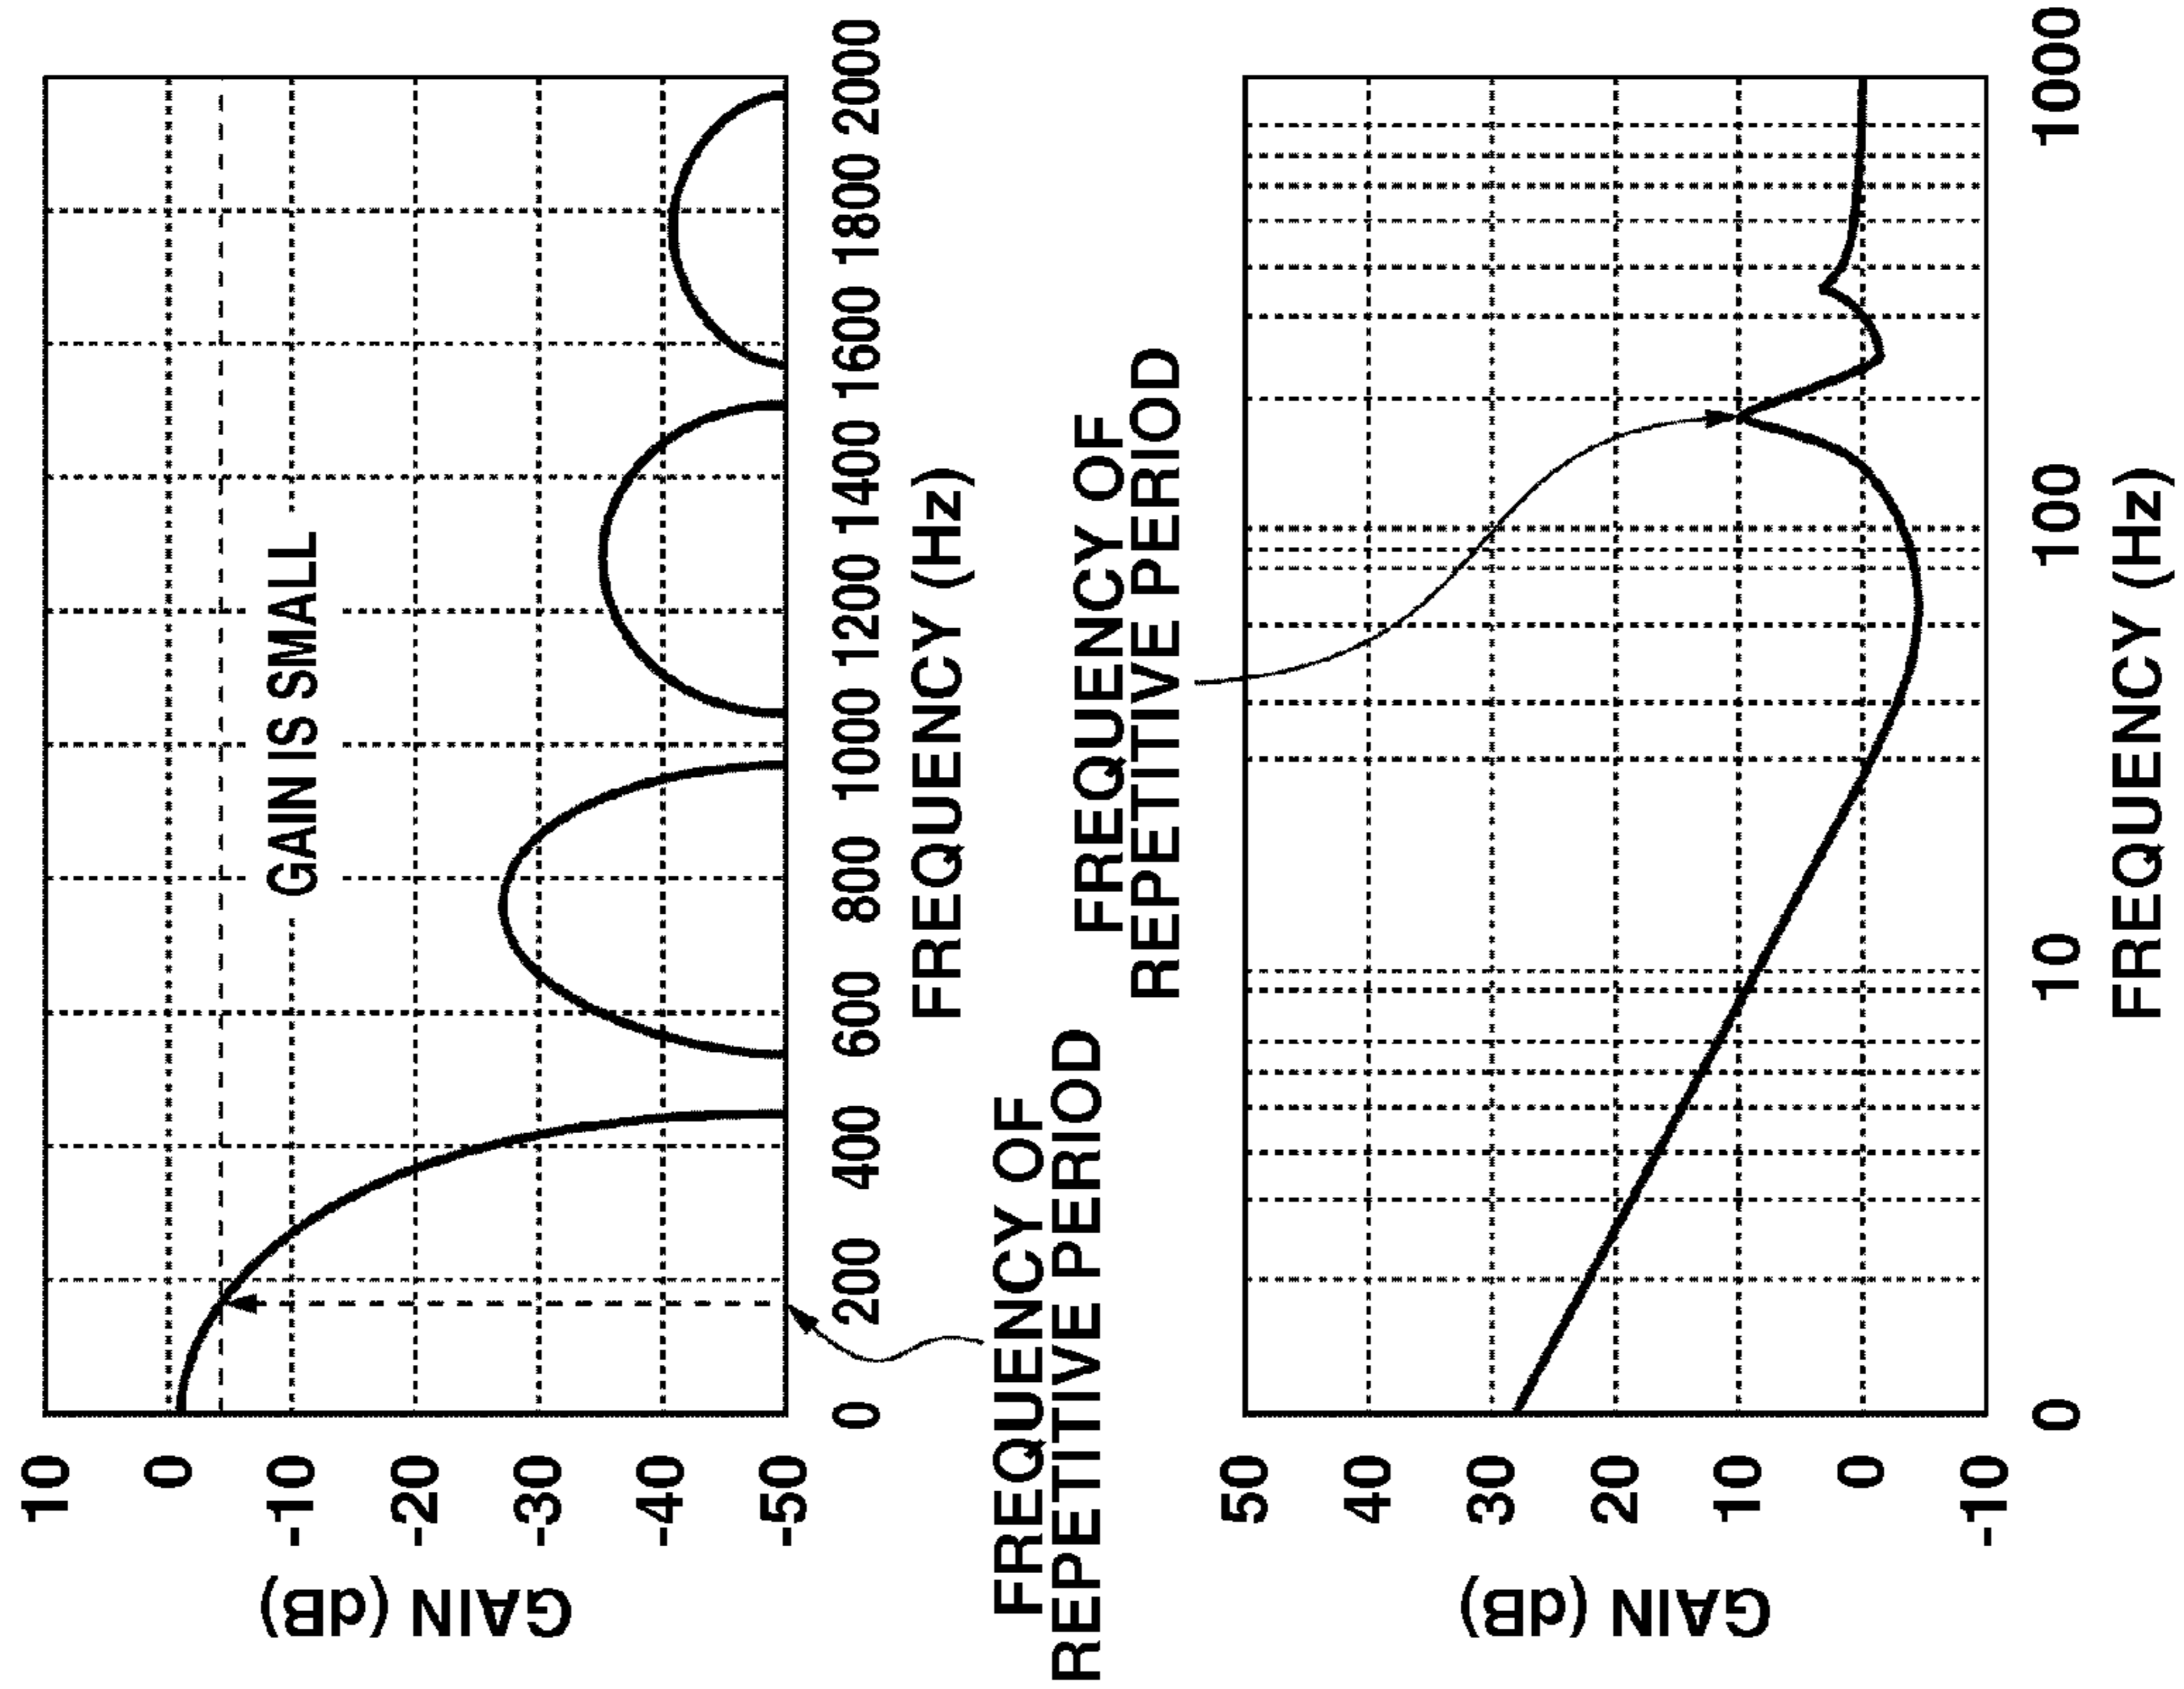 10
0
-10
-20
-30
-40
-50
GAIN (dB)
GAIN IS SMALL
0 200 400 600 800 1000 1200 1400 1600 1800 2000
FREQUENCY (Hz)
FREQUENCY OF
REPETITIVE PERIOD
FREQUENCY OF
REPETITIVE PERIOD
50
40
30
20
10
0
-10
GAIN (dB)
0 10 100 1000
FREQUENCY (Hz)